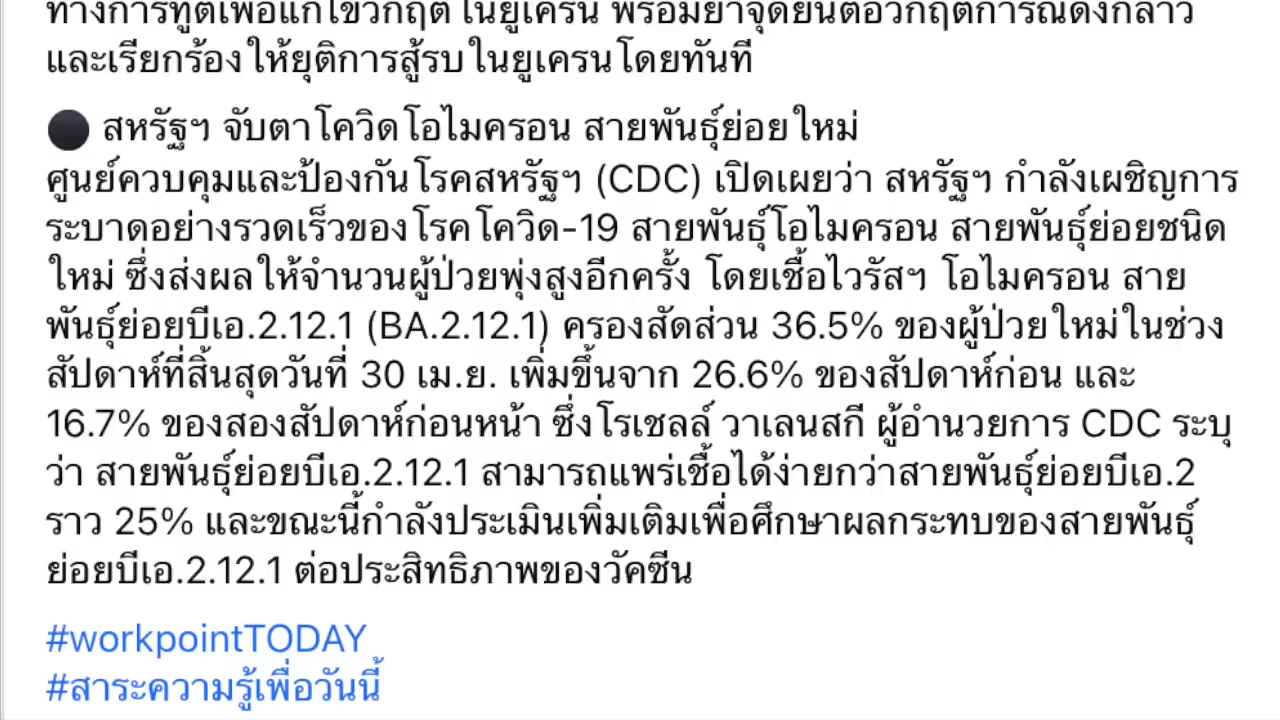 ทางการทูตเพื่อแก้ไขวิกฤต ในยูเครน พร้อมย้ำจุดยืนต่อวิกฤตการณ์ดังกล่าว
และเรียกร้องให้ยุติการสู้รบในยูเครนโดยทันที
⚫ สหรัฐฯ จับตาโควิดโอไมครอน สายพันธุ์ย่อยใหม่
ศูนย์ควบคุมและป้องกันโรคสหรัฐฯ (CDC) เปิดเผยว่า สหรัฐฯ กำลังเผชิญการ
ระบาดอย่างรวดเร็วของโรคโควิด-19 สายพันธุ์โอไมครอน สายพันธุ์ย่อยชนิด
ใหม่ ซึ่งส่งผลให้จำนวนผู้ป่วยพุ่งสูงอีกครั้ง โดยเชื้อไวรัสฯ โอไมครอน สาย
พันธุ์ย่อยบีเอ.2.12.1 (BA.2.12.1) ครองสัดส่วน 36.5% ของผู้ป่วยใหม่ในช่วง
สัปดาห์ที่สิ้นสุดวันที่ 30 เม.ย. เพิ่มขึ้นจาก 26.6% ของสัปดาห์ก่อน และ
16.7% ของสองสัปดาห์ก่อนหน้า ซึ่งโรเชลล์ วาเลนสกี ผู้อำนวยการ CDC ระบุ
ว่า สายพันธุ์ย่อยบีเอ.2.12.1 สามารถแพร่เชื้อได้ง่ายกว่าสายพันธุ์ย่อยบีเอ.2
ราว 25% และขณะนี้กำลังประเมินเพิ่มเติมเพื่อศึกษาผลกระทบของสายพันธุ์
ย่อยบีเอ.2.12.1 ต่อประสิทธิภาพของวัคซีน
#workpointTODAY
#สาระความรู้เพื่อวันนี้